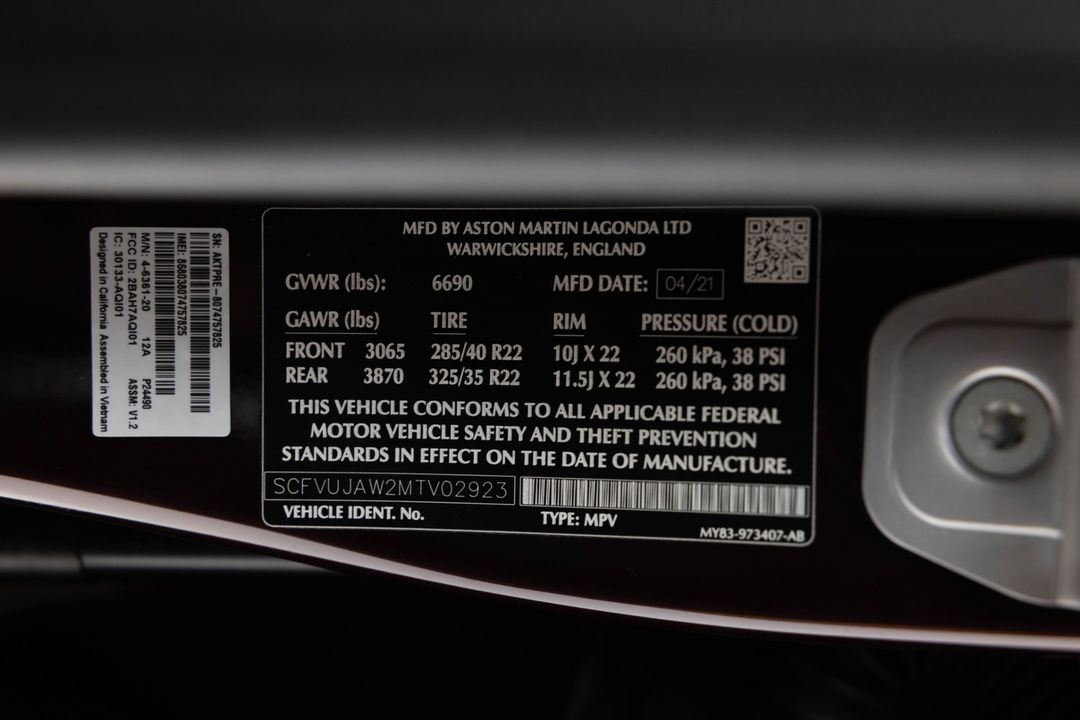 SN: AKTPRE-8074757825
IMEI: 868038074757825
M/N: 4-6361-20 12A P24490
FCC ID: 2BAH7AQI01 ASSM: V1.2
IC: 30133-AQI01
Designed in California Assembled in Vietnam
MFD BY ASTON MARTIN LAGONDA LTD
WARWICKSHIRE, ENGLAND
GVWR (lbs): 6690 MFD DATE: 04/21
GAWR (lbs) TIRE RIM PRESSURE (COLD)
FRONT 3065 285/40 R22 10J X 22 260 kPa, 38 PSI
REAR 3870 325/35 R22 11.5J X 22 260 kPa, 38 PSI
THIS VEHICLE CONFORMS TO ALL APPLICABLE FEDERAL
MOTOR VEHICLE SAFETY AND THEFT PREVENTION
STANDARDS IN EFFECT ON THE DATE OF MANUFACTURE.
SCFVUJAW2MTV02923
VEHICLE IDENT. No. TYPE: MPV
MY83-973407-AB